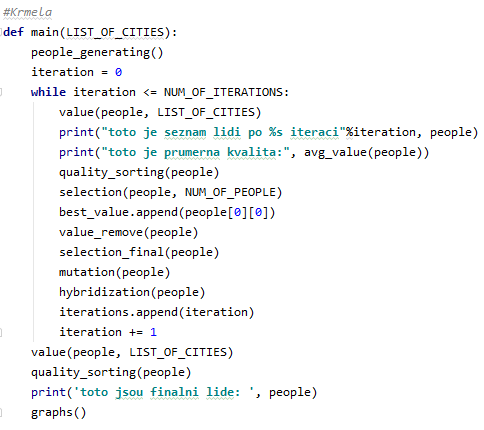 #Krmela
def main(LIST_OF_CITIES):
    people_generating()
    iteration = 0
    while iteration <= NUM_OF_ITERATIONS:
        value(people, LIST_OF_CITIES)
        print("toto je seznam lidi po %s iteraci"%iteration, people)
        print("toto je prumerna kvalita:", avg_value(people))
        quality_sorting(people)
        selection(people, NUM_OF_PEOPLE)
        best_value.append(people[0][0])
        value_remove(people)
        selection_final(people)
        mutation(people)
        hybridization(people)
        iterations.append(iteration)
        iteration += 1
    value(people, LIST_OF_CITIES)
    quality_sorting(people)
    print('toto jsou finalni lide: ', people)
    graphs()